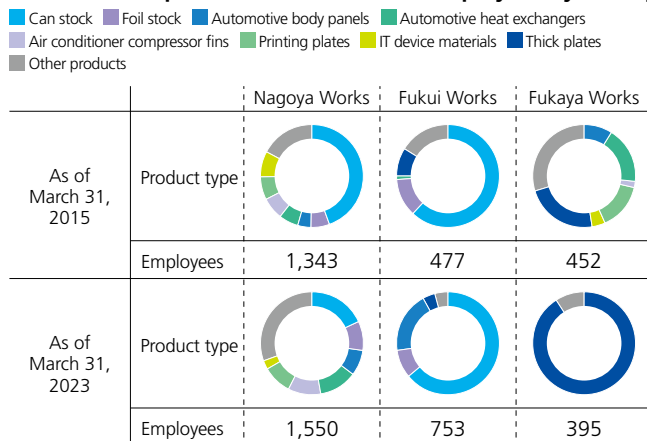 Can stock Foil stock Automotive body panels Automotive heat exchangers
Air conditioner compressor fins Printing plates IT device materials Thick plates
Other products
Nagoya Works Fukui Works Fukaya Works
As of
March 31,
2015
Product type
Employees 1,343 477 452
As of
March 31,
2023
Product type
Employees 1,550 753 395